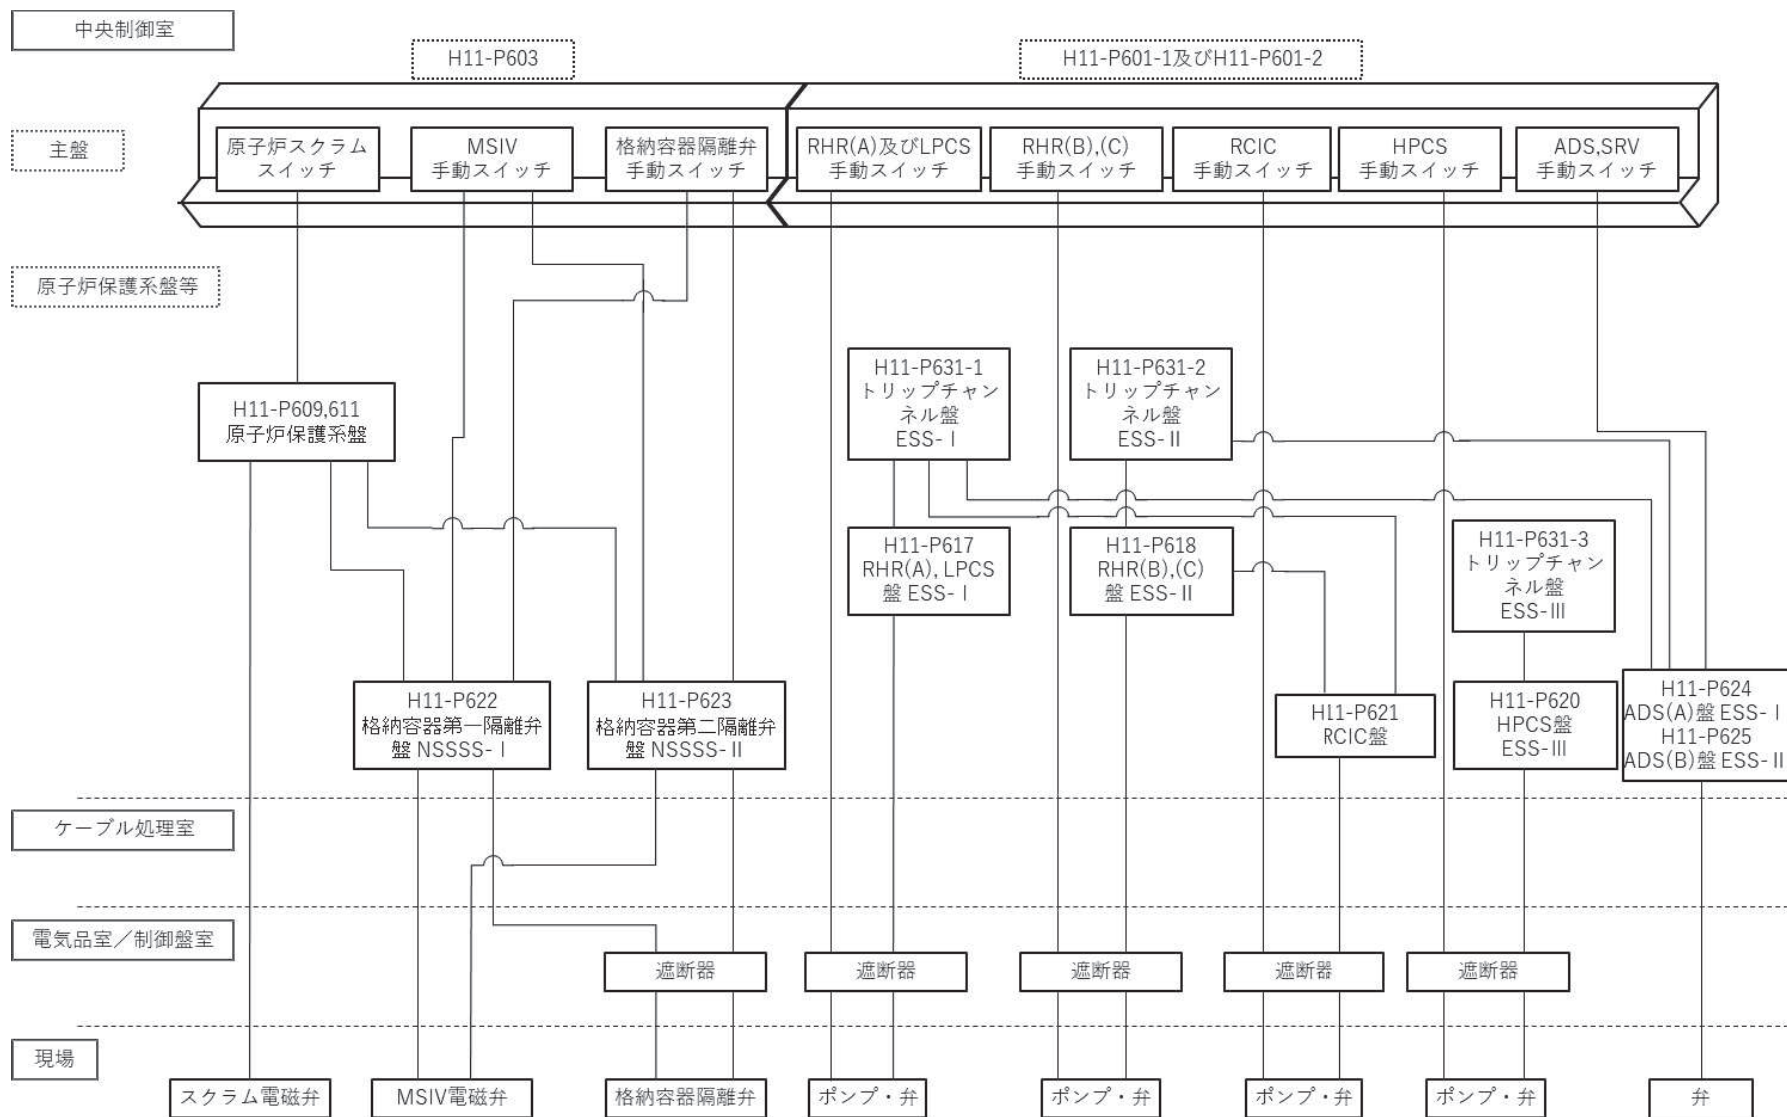 中央制御室
H11-P603
H11-P601-1及びH11-P601-2
主盤
原子炉スクラム
スイッチ
MSIV
手動スイッチ
格納容器隔離弁
手動スイッチ
RHR(A)及びLPCS
手動スイッチ
RHR(B),(C)
手動スイッチ
RCIC
手動スイッチ
HPCS
手動スイッチ
ADS,SRV
手動スイッチ
原子炉保護系盤等
H11-P609,611
原子炉保護系盤
H11-P631-1
トリップチャン
ネル盤
ESS-Ⅰ
H11-P631-2
トリップチャン
ネル盤
ESS-Ⅱ
H11-P617
RHR(A), LPCS
盤 ESS-Ⅰ
H11-P618
RHR(B),(C)
盤 ESS-Ⅱ
H11-P631-3
トリップチャン
ネル盤
ESS-Ⅲ
H11-P622
格納容器第一隔離弁
盤 NSSSS-Ⅰ
H11-P623
格納容器第二隔離弁
盤 NSSSS-Ⅱ
H11-P621
RCIC盤
H11-P620
HPCS盤
ESS-Ⅲ
H11-P624
ADS(A)盤 ESS-Ⅰ
H11-P625
ADS(B)盤 ESS-Ⅱ
ケーブル処理室
電気品室／制御盤室
遮断器
遮断器
遮断器
遮断器
遮断器
現場
スクラム電磁弁
MSIV電磁弁
格納容器隔離弁
ポンプ・弁
ポンプ・弁
ポンプ・弁
ポンプ・弁
弁